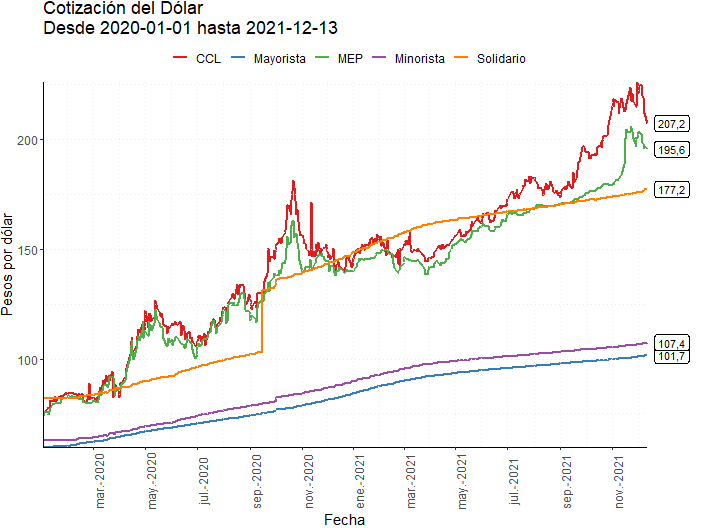 Cotización del Dólar
Desde 2020-01-01 hasta 2021-12-13
CCL Mayorista MEP Minorista Solidario
Pesos por dólar
200
150
100
207,2
195,6
177,2
107,4
101,7
mar.-2020
may.-2020
jul.-2020
sep.-2020
nov.-2020
ene.-2021
mar.-2021
may.-2021
jul.-2021
sep.-2021
nov.-2021
Fecha